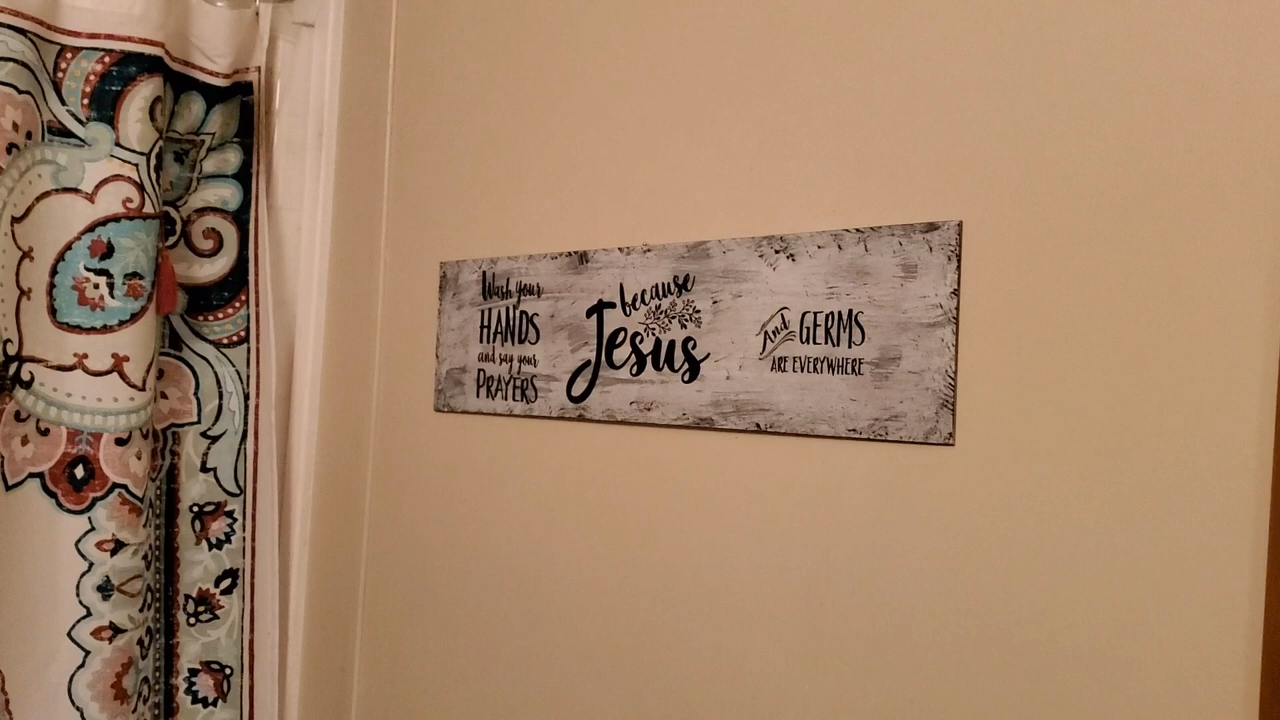 Wash your
HANDS
and say your
PRAYERS
because
Jesus
And GERMS
ARE EVERYWHERE